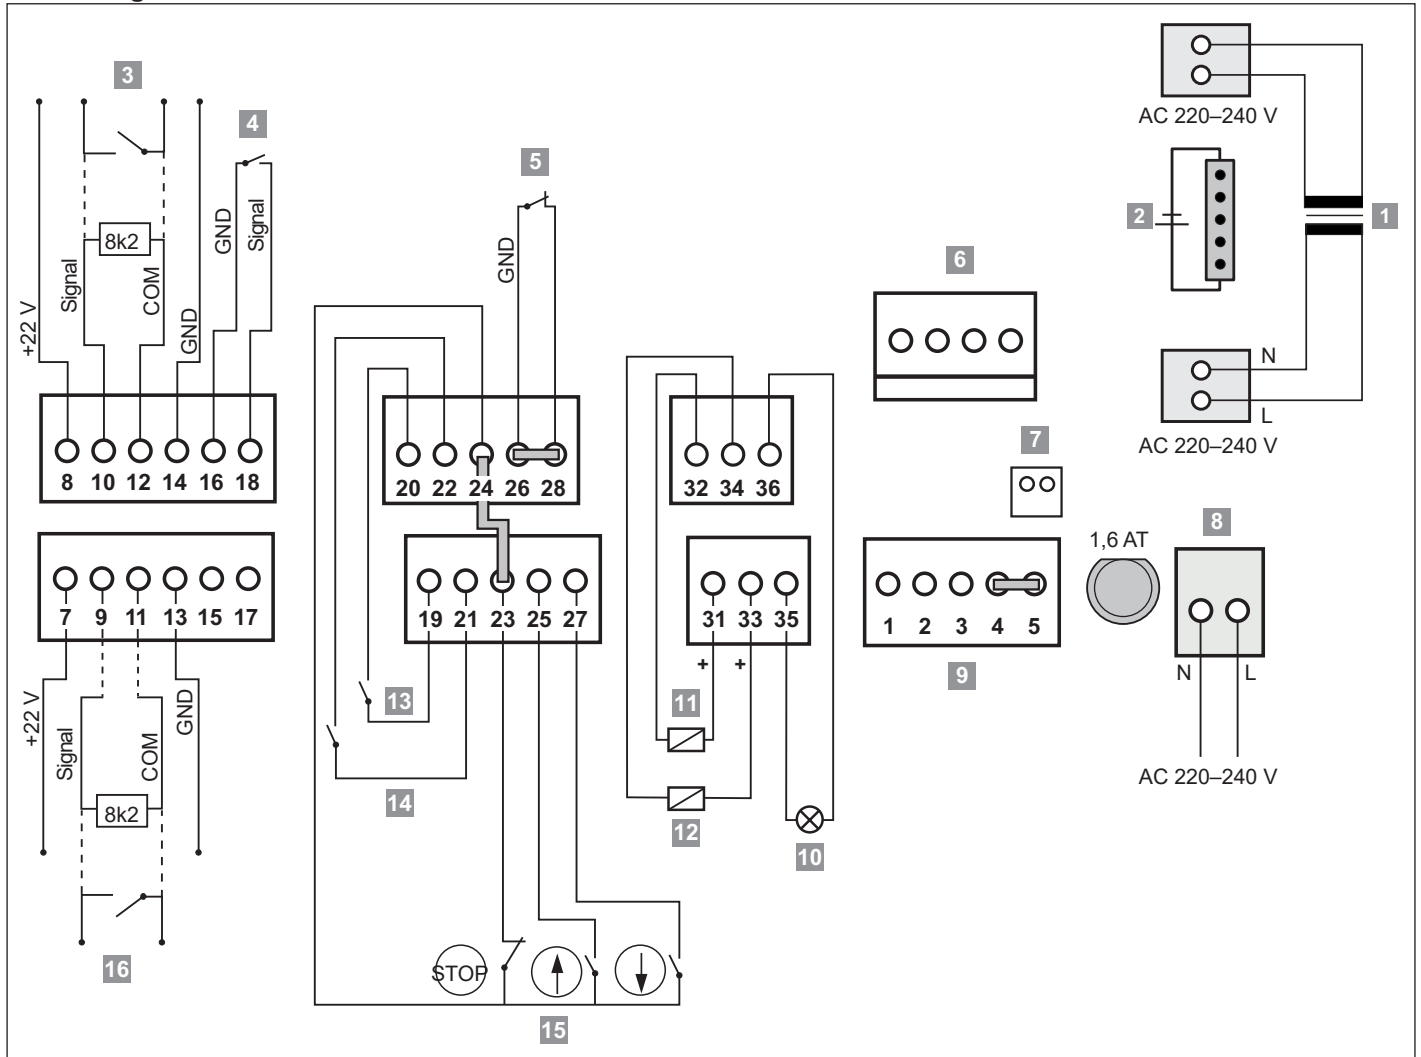 AC 220–240 V
3
4
5
2
1
GND
Signal
8k2
Signal
COM
+22 V
GND
GND
6
N
L
AC 220–240 V
7
8 10 12 14 16 18
20 22 24 26 28
32 34 36
8
1,6 AT
7 9 11 13 15 17
19 21 23 25 27
31 33 35
1 2 3 4 5
+ +
9
N L
13
11
+22 V
Signal
COM
GND
AC 220–240 V
8k2
14
12
10
16
STOP
15